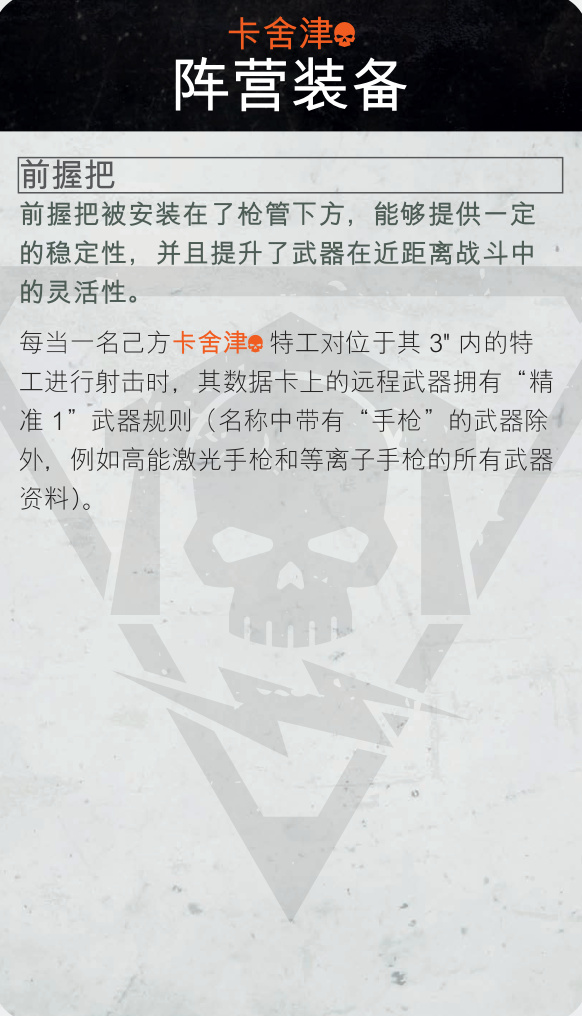 卡舍津
阵营装备
前握把
前握把被安装在了枪管下方，能够提供一定
的稳定性，并且提升了武器在近距离战斗中
的灵活性。
每当一名己方卡舍津 特工对位于其 3" 内的特
工进行射击时，其数据卡上的远程武器拥有“精
准 1”武器规则（名称中带有“手枪”的武器除
外，例如高能激光手枪和等离子手枪的所有武器
资料）。